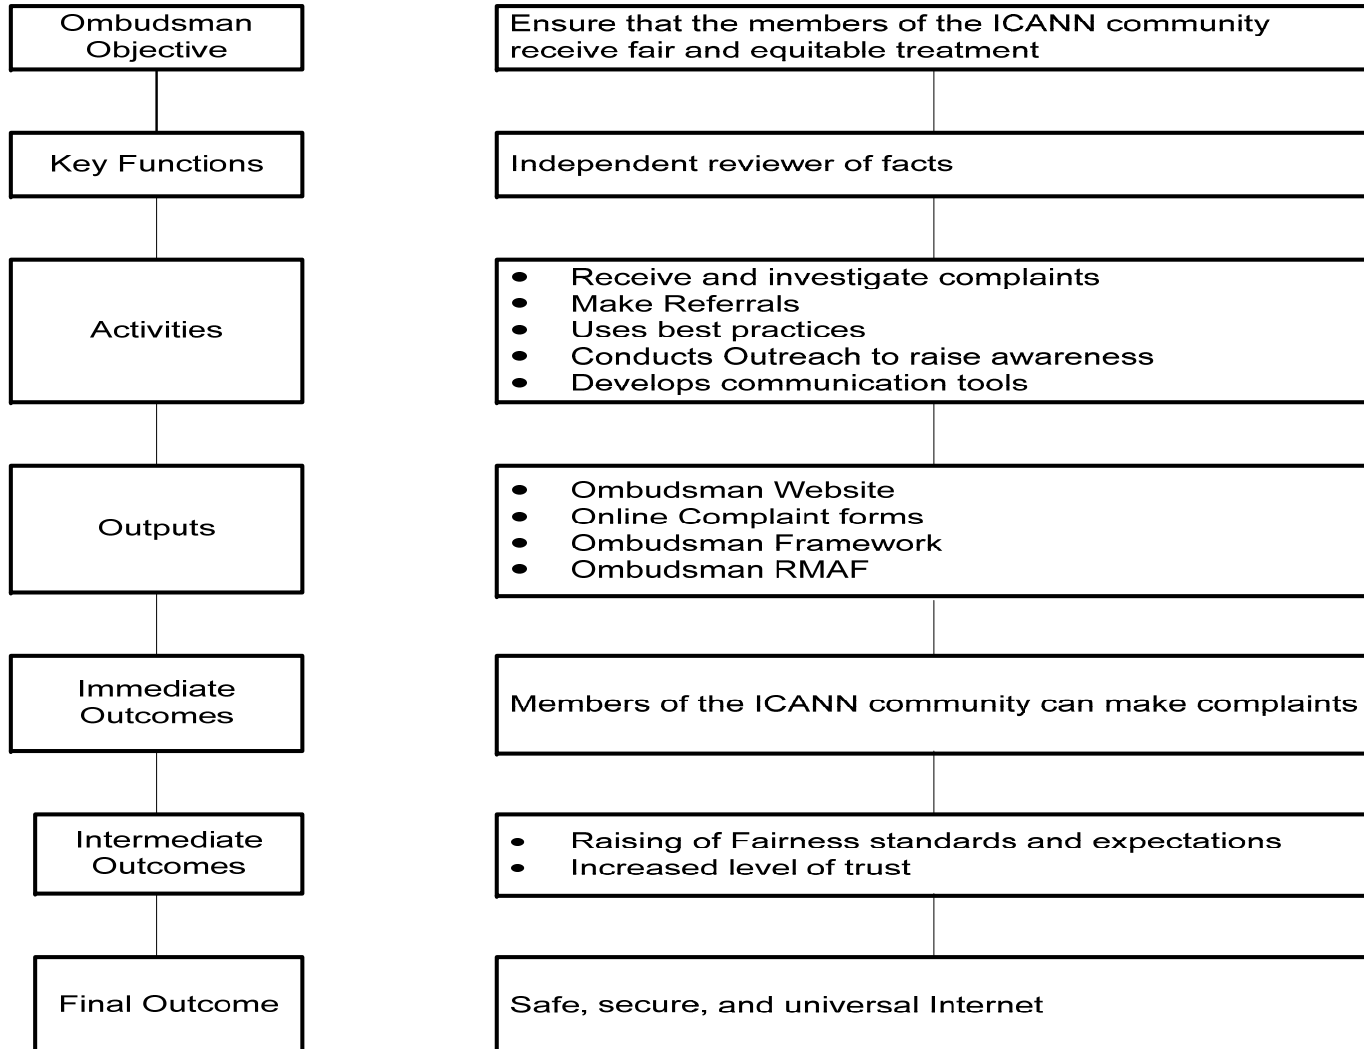 Ombudsman
Objective
Ensure that the members of the ICANN community
receive fair and equitable treatment
Key Functions
Independent reviewer of facts
Activities
• Receive and investigate complaints
• Make Referrals
• Uses best practices
• Conducts Outreach to raise awareness
• Develops communication tools
Outputs
• Ombudsman Website
• Online Complaint forms
• Ombudsman Framework
• Ombudsman RMAF
Immediate
Outcomes
Members of the ICANN community can make complaints
Intermediate
Outcomes
• Raising of Fairness standards and expectations
• Increased level of trust
Final Outcome
Safe, secure, and universal Internet